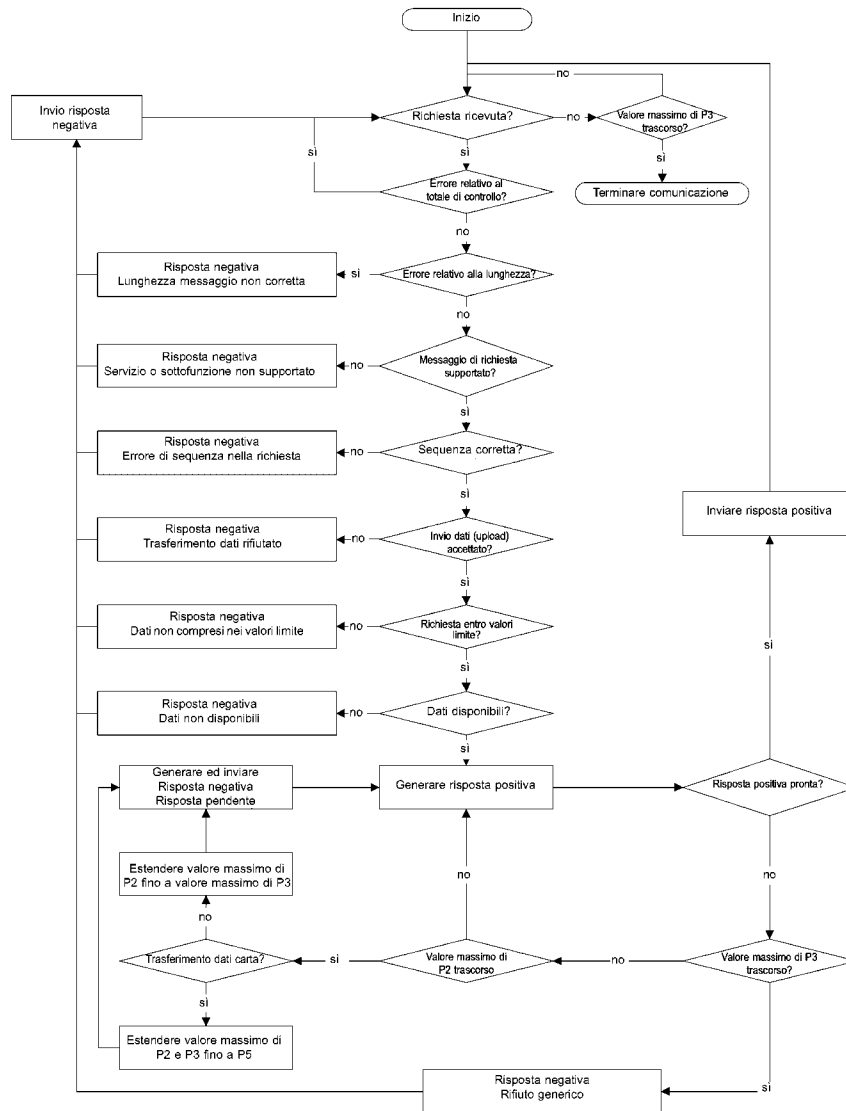 Inizio
no
Invio risposta
negativa
Richiesta ricevuta?
no
Valore massimo di P3
trascorso?
sì
sì
sì
Errore relativo al
totale di controllo?
Terminare comunicazione
no
Risposta negativa
Lunghezza messaggio non corretta
sì
Errore relativo alla lunghezza?
no
Risposta negativa
Servizio o sottofunzione non supportato
no
Messaggio di richiesta
supportato?
sì
Risposta negativa
Errore di sequenza nella richiesta
no
Sequenza corretta?
sì
Inviare risposta positiva
Risposta negativa
Trasferimento dati rifiutato
no
Invio dati (upload)
accettato?
sì
Risposta negativa
Dati non compresi nei valori limite
no
Richiesta entro valori
limite?
sì
sì
Risposta negativa
Dati non disponibili
no
Dati disponibili?
sì
Generare ed inviare
Risposta negativa
Risposta pendente
Generare risposta positiva
Risposta positiva pronta?
Estendere valore massimo di
P2 fino a valore massimo di P3
no
no
no
Trasferimento dati carta?
sì
Valore massimo di
P2 trascorso
no
Valore massimo di P3
trascorso?
sì
Estendere valore massimo di
P2 e P3 fino a P5
Risposta negativa
Rifiuto generico
sì